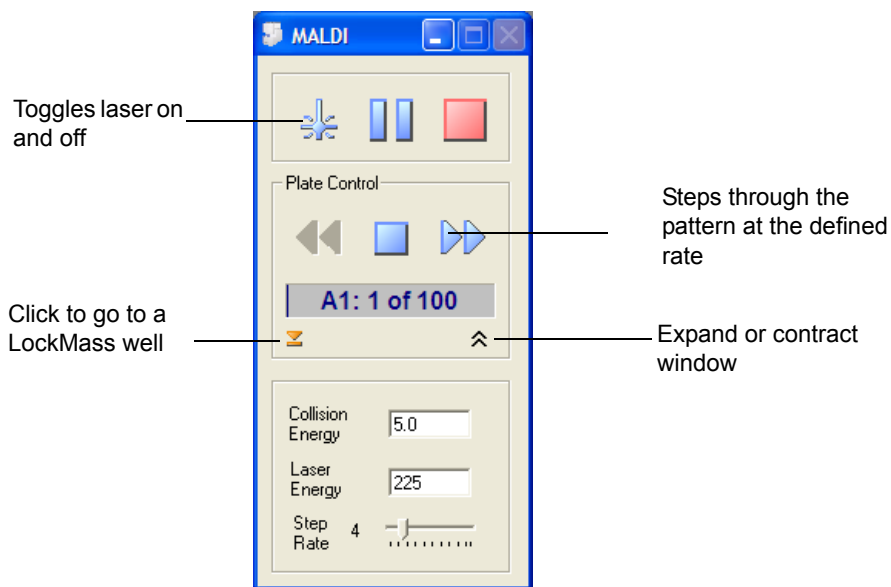 MALDI
Toggles laser on
and off
Plate Control
Steps through the
pattern at the defined
rate
A1: 1 of 100
Click to go to a
LockMass well
Expand or contract
window
Collision
Energy
5.0
Laser
Energy
225
Step
Rate
4